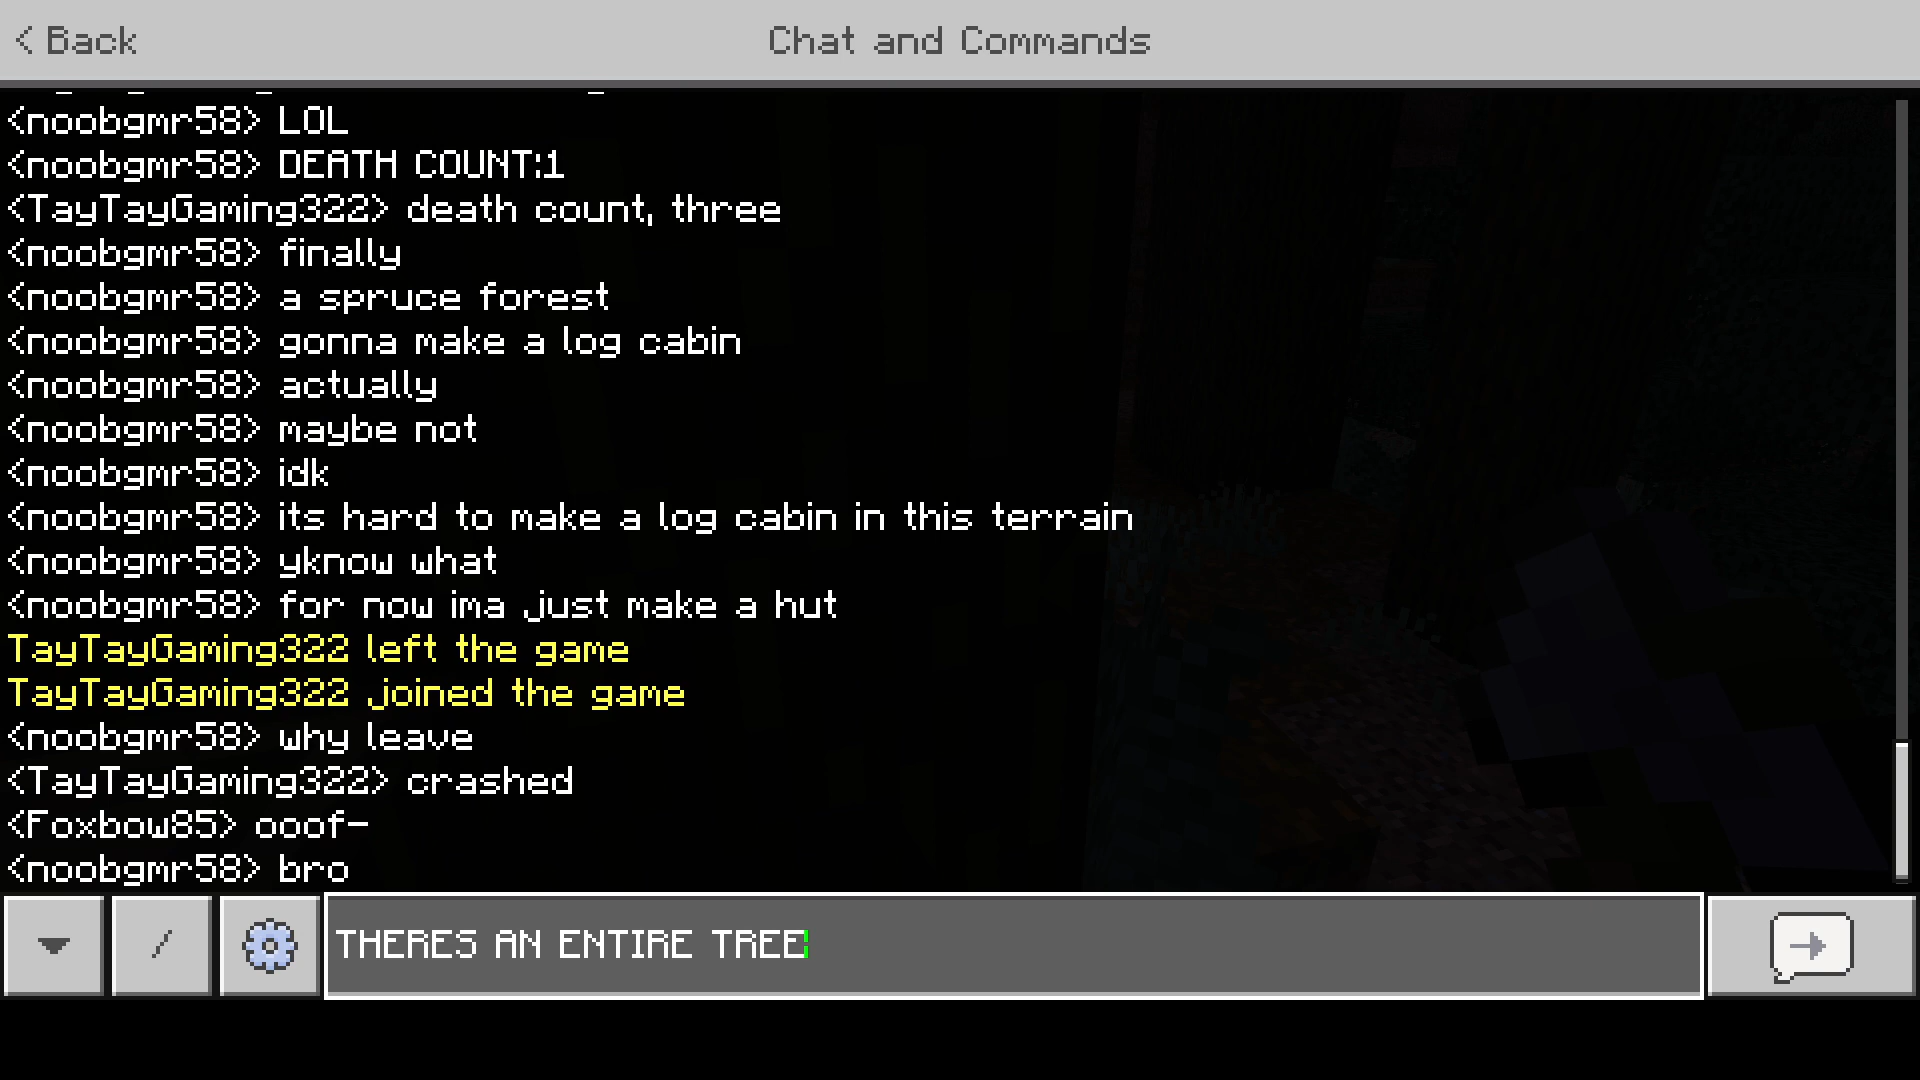 < Back
Chat and Commands
<noobgmr58> LOL
<noobgmr58> DEATH COUNT:1
<TayTayGaming322> death count, three
<noobgmr58> finally
<noobgmr58> a spruce forest
<noobgmr58> gonna make a log cabin
<noobgmr58> actually
<noobgmr58> maybe not
<noobgmr58> idk
<noobgmr58> its hard to make a log cabin in this terrain
<noobgmr58> yknow what
<noobgmr58> for now ima just make a hut
TayTayGaming322 left the game
TayTayGaming322 joined the game
<noobgmr58> why leave
<TayTayGaming322> crashed
<Foxbow85> ooof-
<noobgmr58> bro
/
THERES AN ENTIRE TREE